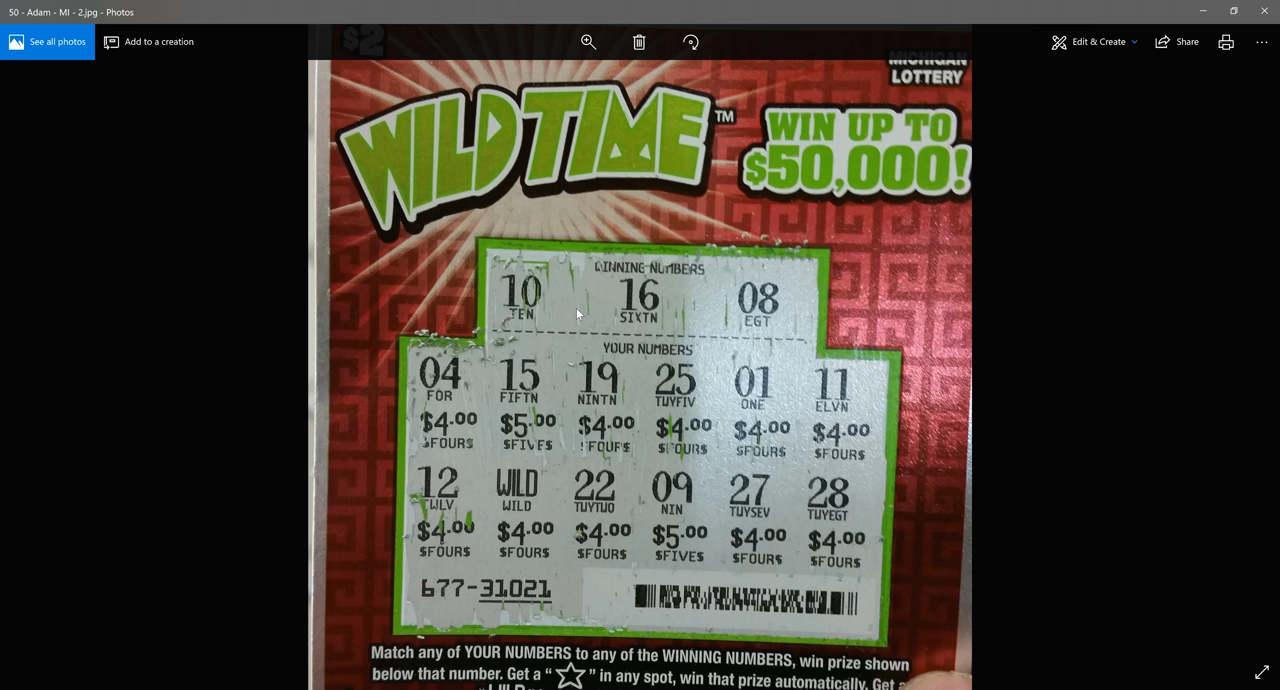 50 - Adam - MI - 2.jpg - Photos
See all photos
Add to a creation
Edit & Create
Share
$2
MICHIGAN
LOTTERY
WILD TIME™
WIN UP TO
$50,000!
WINNING NUMBERS
10 16 08
TEN SIXTN EGT
YOUR NUMBERS
04 15 19 25 01 11
FOR FIFTN NINTN TWYFIV ONE ELVN
$4.00 $5.00 $4.00 $4.00 $4.00 $4.00
$FOUR$ $FIVE$ $FOUR$ $FOUR$ $FOUR$ $FOUR$
12 WILD 22 09 27 28
TWLV WILD TWYTWO NIN TWYSEV TWYEGT
$4.00 $4.00 $4.00 $5.00 $4.00 $4.00
$FOUR$ $FOUR$ $FOUR$ $FIVE$ $FOUR$ $FOUR$
677-31021
Match any of YOUR NUMBERS to any of the WINNING NUMBERS, win prize shown
below that number. Get a "☆" in any spot, win that prize automatically. Get a
"WILD"